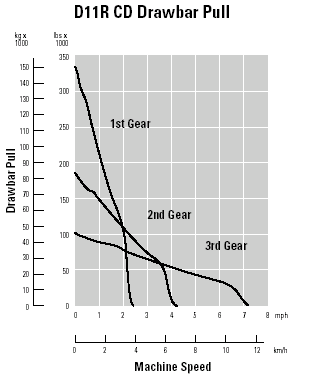 D11R CD Drawbar Pull
kg x
1000
lbs x
1000
Drawbar Pull
150
140
130
120
110
100
90
80
70
60
50
40
30
20
10
0
350
300
250
200
150
100
50
0
1st Gear
2nd Gear
3rd Gear
0 1 2 3 4 5 6 7 8 mph
0 2 4 6 8 10 12 km/h
Machine Speed